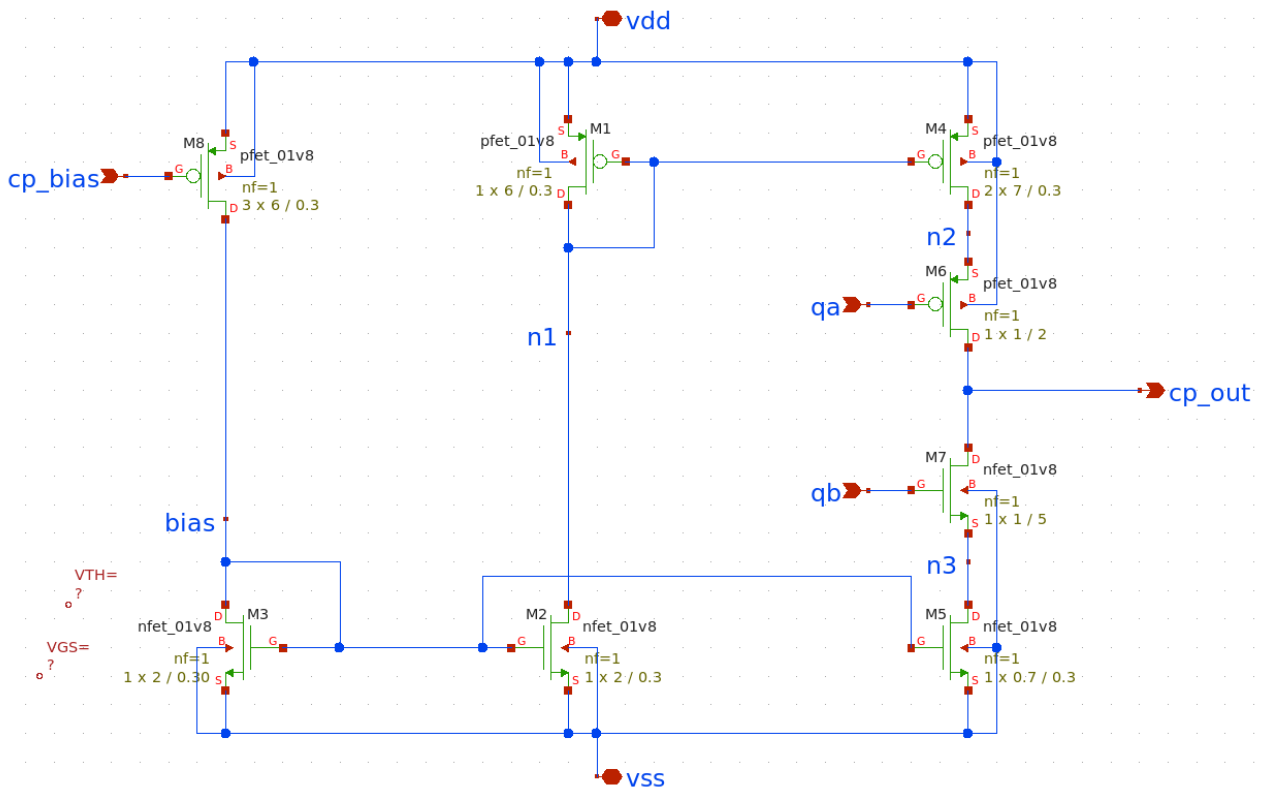 vdd
M8
S
pfet_01v8
cp_bias
G
B
nf=1
D
3 x 6 / 0.3
M1
S
pfet_01v8
B
G
nf=1
1 x 6 / 0.3
D
M4
S
pfet_01v8
G
B
nf=1
2 x 7 / 0.3
D
n2
M6
S
pfet_01v8
qa
G
B
nf=1
1 x 1 / 2
D
n1
cp_out
M7
D
nfet_01v8
qb
G
B
nf=1
1 x 1 / 5
S
bias
n3
VTH=
?
VGS=
?
D
M3
nfet_01v8
B
G
nf=1
1 x 2 / 0.30
S
M2
D
nfet_01v8
G
B
nf=1
S
1 x 2 / 0.3
M5
D
nfet_01v8
G
B
nf=1
S
1 x 0.7 / 0.3
vss